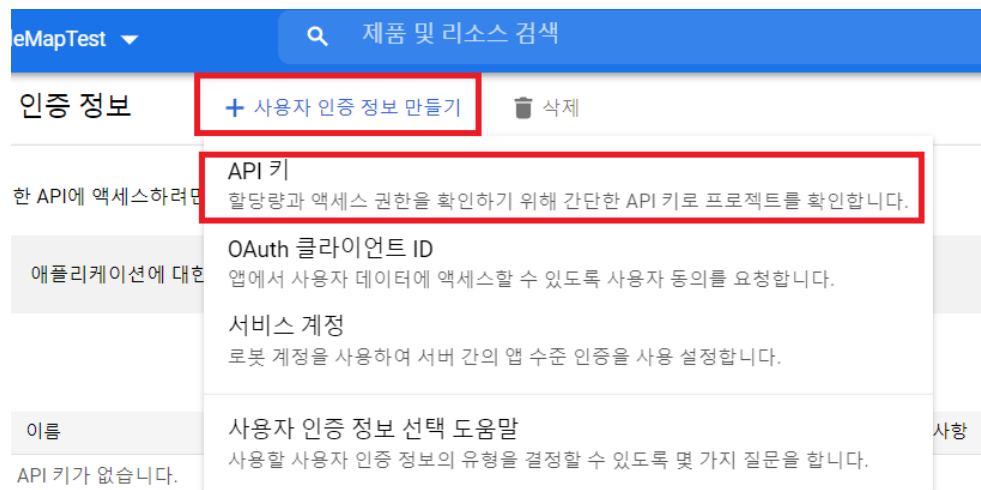 eMapTest
제품 및 리소스 검색
인증 정보
+ 사용자 인증 정보 만들기
삭제
API 키
할당량과 액세스 권한을 확인하기 위해 간단한 API 키로 프로젝트를 확인합니다.
한 API에 액세스하려면
OAuth 클라이언트 ID
앱에서 사용자 데이터에 액세스할 수 있도록 사용자 동의를 요청합니다.
애플리케이션에 대한
서비스 계정
로봇 계정을 사용하여 서버 간의 앱 수준 인증을 사용 설정합니다.
사용자 인증 정보 선택 도움말
사용할 사용자 인증 정보의 유형을 결정할 수 있도록 몇 가지 질문을 합니다.
이름
사항
API 키가 없습니다.